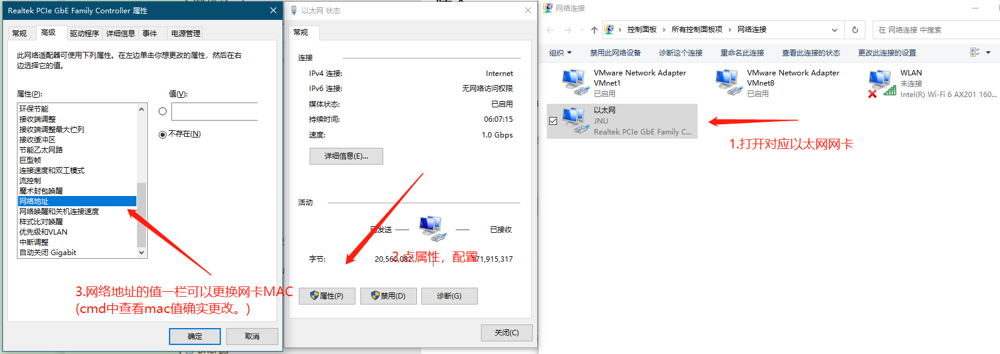 Realtek PCIe GbE Family Controller 属性
常规
高级
驱动程序
详细信息
事件
电源管理
此网络适配器可使用下列属性。在左边单击你想更改的属性，然后在右
边选择它的值。
属性(P):
值(V):
环保节能
接收端调整
接收端调整最大伫列
接收缓冲区
节能乙太网路
巨型帧
连接速度和双工模式
流控制
魔术封包唤醒
网络地址
网络唤醒和关机连接速度
样式比对唤醒
优先级和VLAN
中断调整
自动关闭 Gigabit
不存在(N)
3.网络地址的值一栏可以更换网卡MAC
(cmd中查看mac值确实更改。)
确定
取消
以太网 状态
常规
连接
IPv4 连接:
Internet
IPv6 连接:
无网络访问权限
媒体状态:
已启用
持续时间:
06:07:15
速度:
1.0 Gbps
详细信息(E)...
活动
已发送
已接收
字节:
20,560,082
171,915,317
2.点属性，配置
属性(P)
禁用(D)
诊断(G)
关闭(C)
网络连接
控制面板
所有控制面板项
网络连接
在 网络连接 中搜索
组织
禁用此网络设备
诊断这个连接
重命名此连接
查看此连接的状态
更改此连接的设置
VMware Network Adapter
VMnet1
已启用
VMware Network Adapter
VMnet8
已启用
WLAN
未连接
Intel(R) Wi-Fi 6 AX201 160...
以太网
JNU
Realtek PCIe GbE Family C...
1.打开对应以太网网卡